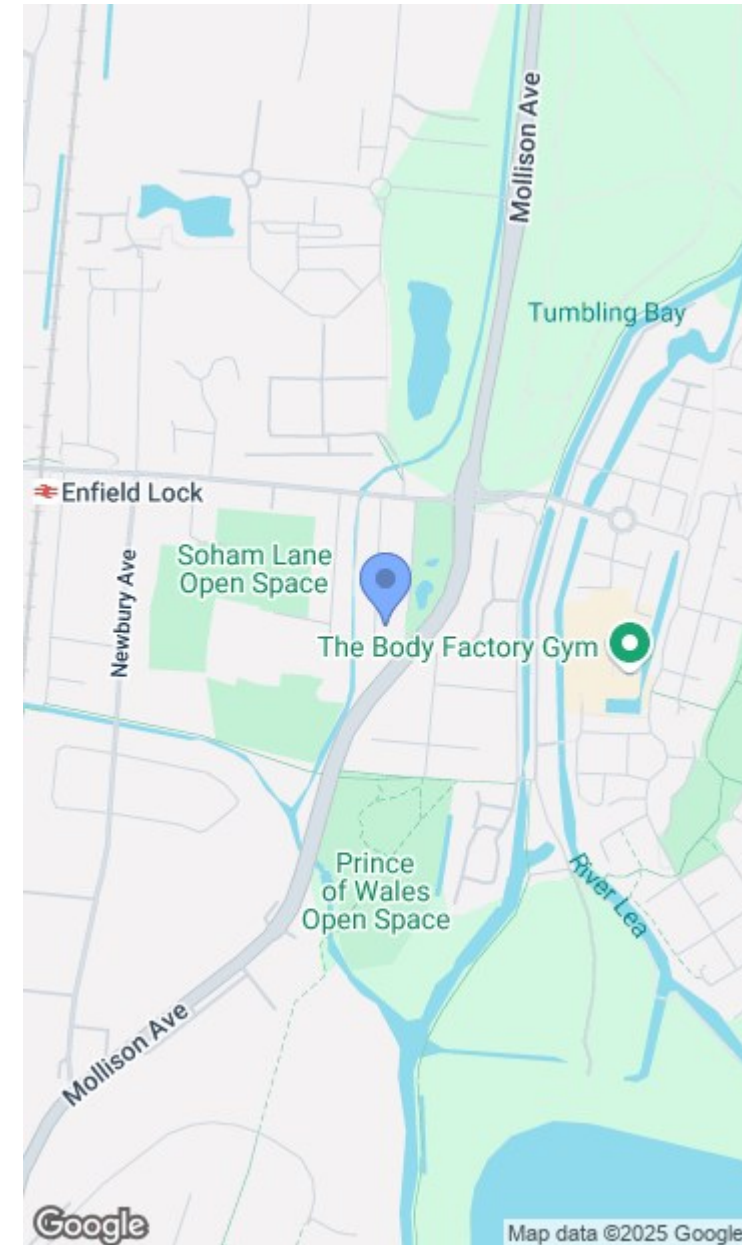 Mollison Ave
Tumbling Bay
Enfield Lock
Soham Lane
Open Space
Newbury Ave
The Body Factory Gym
Prince
of Wales
Open Space
River Lea
Mollison Ave
Google
Map data ©2025 Google